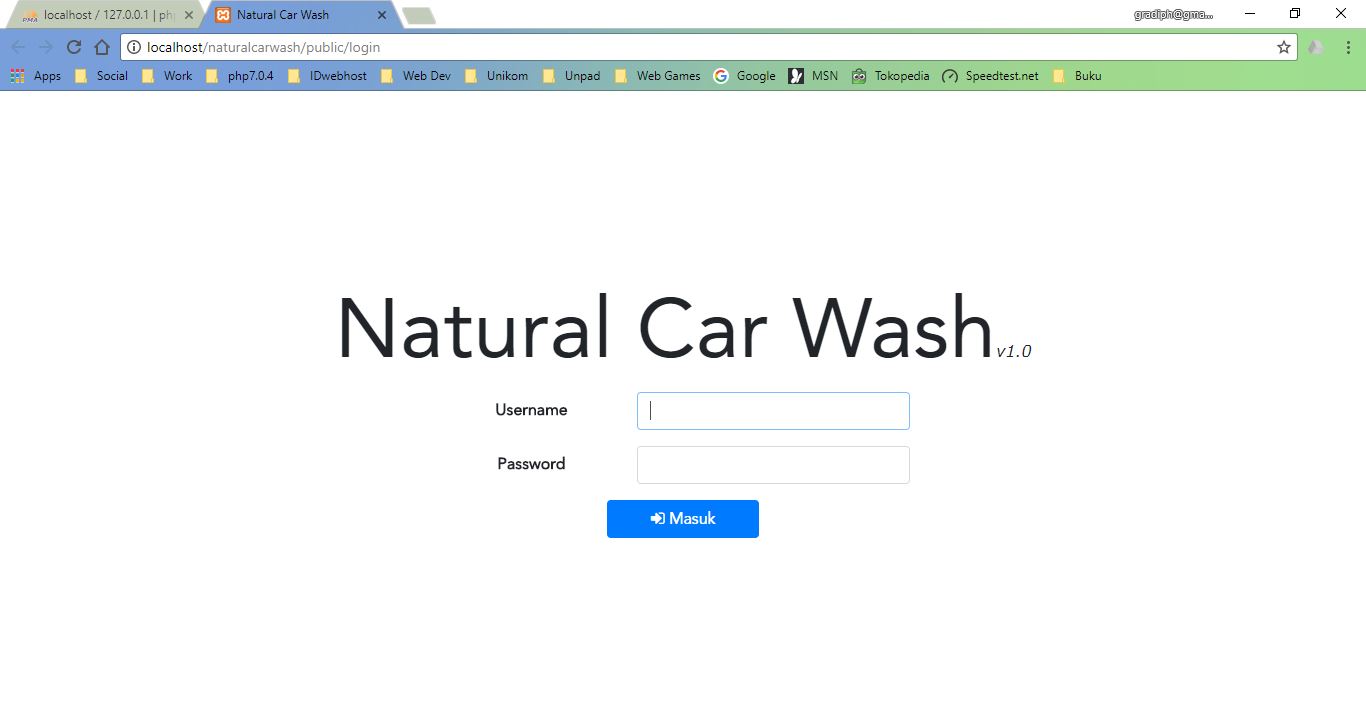 localhost / 127.0.0.1 | ph
Natural Car Wash
gradiph@gma...
localhost/naturalcarwash/public/login
Apps Social Work php7.0.4 IDwebhost Web Dev Unikom Unpad Web Games Google MSN Tokopedia Speedtest.net Buku
Natural Car Wash v1.0
Username
Password
Masuk